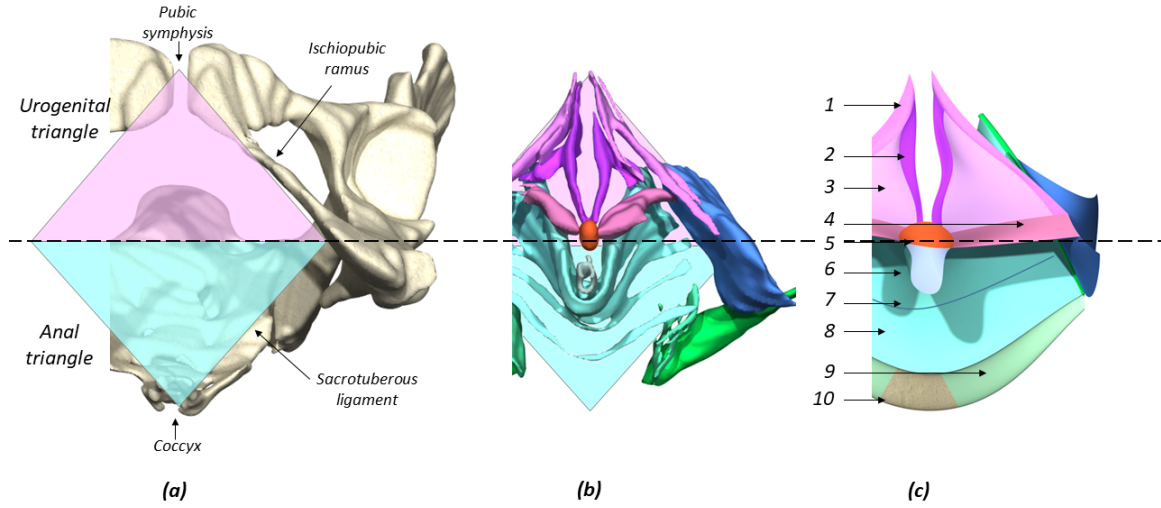 Pubic
symphysis
Ischiopubic
ramus
Urogenital
triangle
Anal
triangle
Sacrotuberous
ligament
Coccyx
1
2
3
4
5
6
7
8
9
10
(a)
(b)
(c)